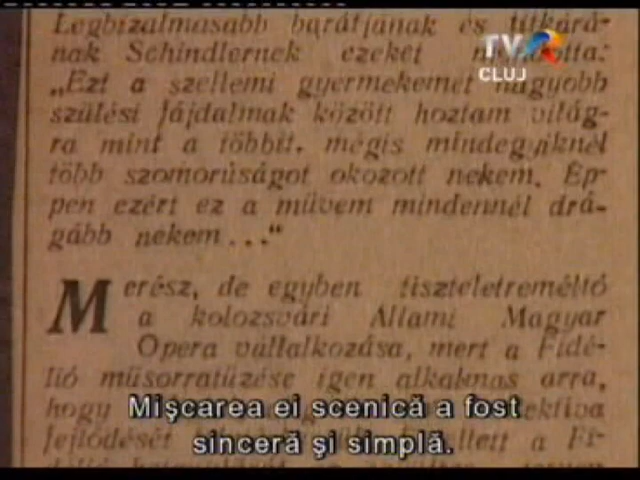 Legbizalmasabb barátjának és titkárá-
nak Schindlernek ezeket
TVR
CLUJ
„Ezt a szellemi gyermekemet nagyobb
szülési fájdalmak között hoztam világ-
ra mint a többit, mégis mindegyiknél
több szomorúságot okozott nekem. Ép-
pen ezért ez a művem mindennél drá-
gább nekem..."
Merész, de egyben tiszteletreméltó
a kolozsvári Állami Magyar
Opera vállalkozása, mert a Fidé-
lió műsorratűzése igen alkalmas arra,
hogy
Mişcarea ei scenică a fost
fejlődését
sinceră şi simplă.